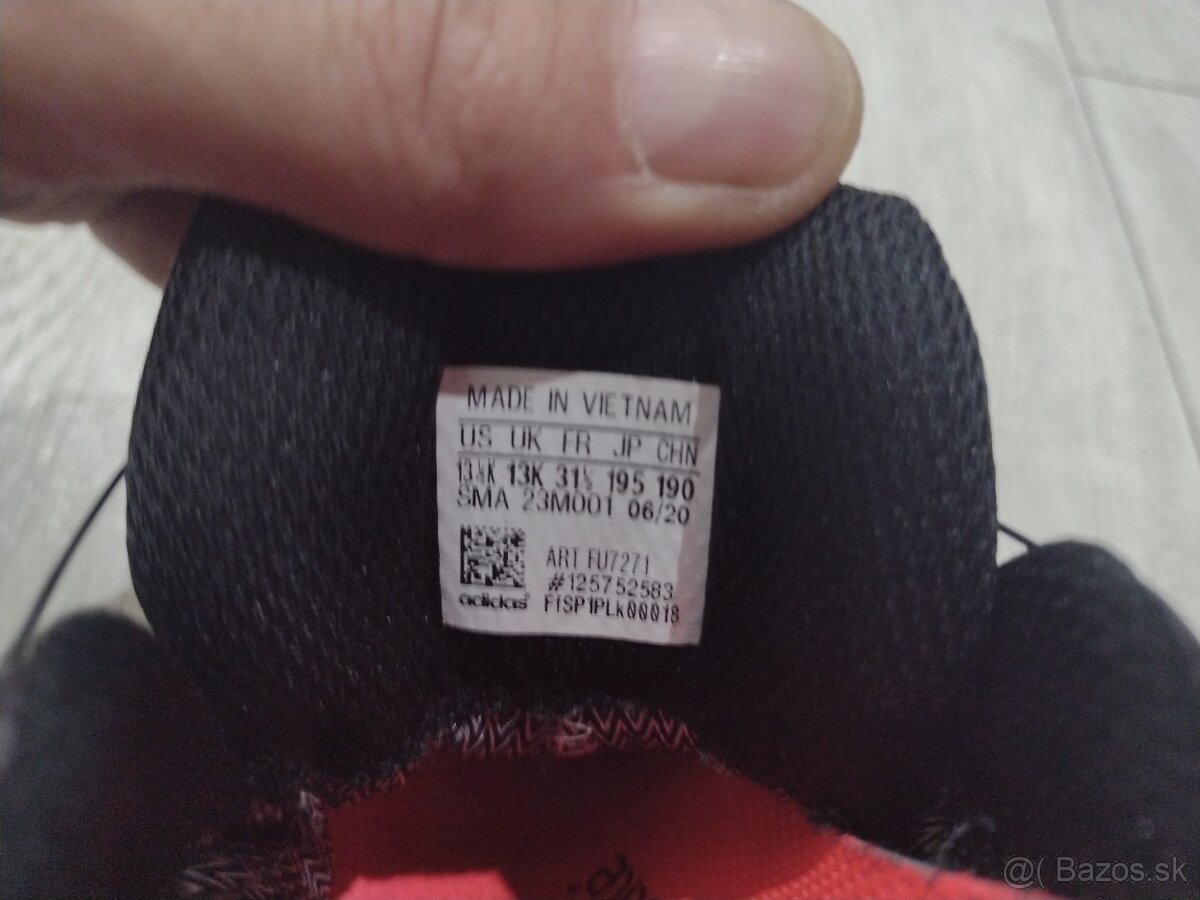 MADE IN VIETNAM
US UK FR JP CHN
13½K 13K 31½ 195 190
SMA 23M001 06/20
ART FU7271
#125752583
adidas FfSP1PLk00018
@( Bazos.sk